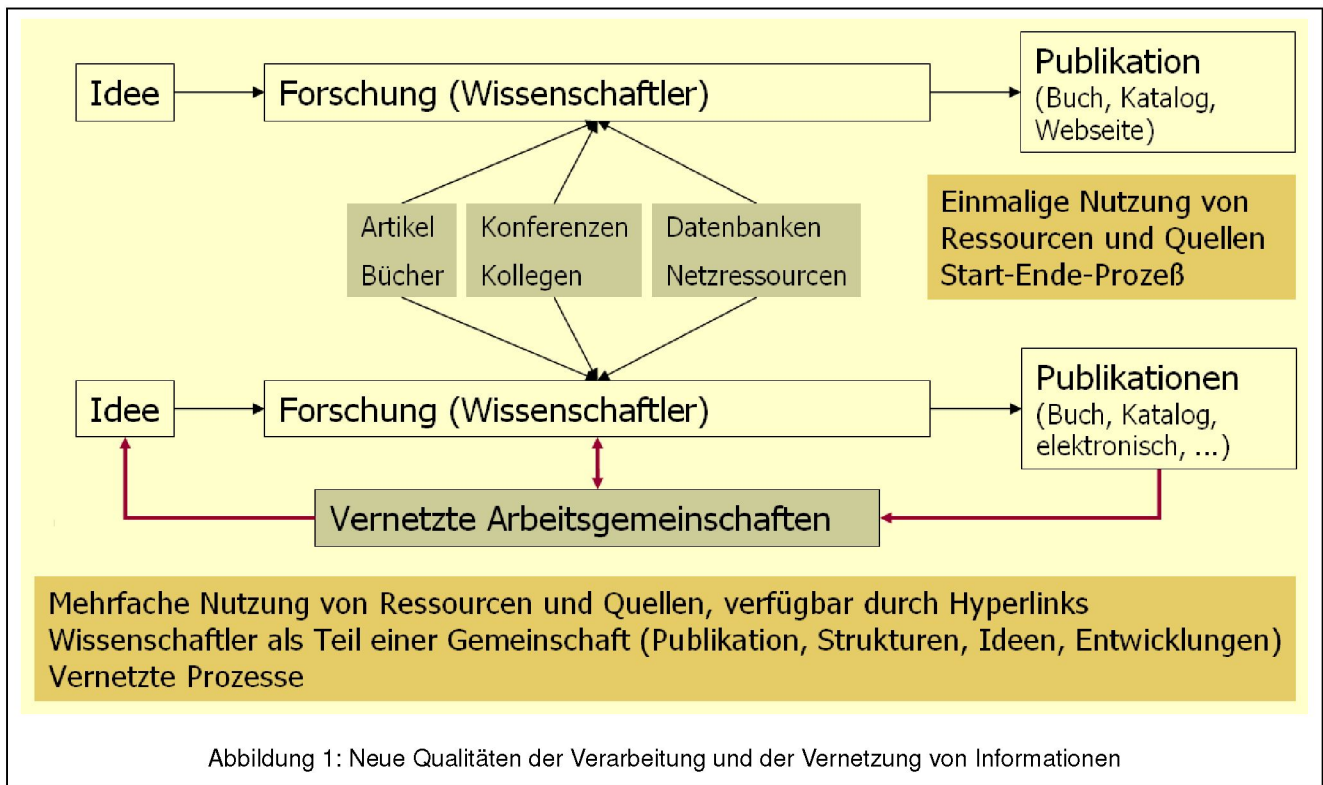 Idee
Forschung (Wissenschaftler)
Publikation
(Buch, Katalog,
Webseite)
Artikel
Bücher
Konferenzen
Kollegen
Datenbanken
Netzressourcen
Einmalige Nutzung von
Ressourcen und Quellen
Start-Ende-Prozeß
Idee
Forschung (Wissenschaftler)
Publikationen
(Buch, Katalog,
elektronisch, ...)
Vernetzte Arbeitsgemeinschaften
Mehrfache Nutzung von Ressourcen und Quellen, verfügbar durch Hyperlinks
Wissenschaftler als Teil einer Gemeinschaft (Publikation, Strukturen, Ideen, Entwicklungen)
Vernetzte Prozesse
Abbildung 1: Neue Qualitäten der Verarbeitung und der Vernetzung von Informationen